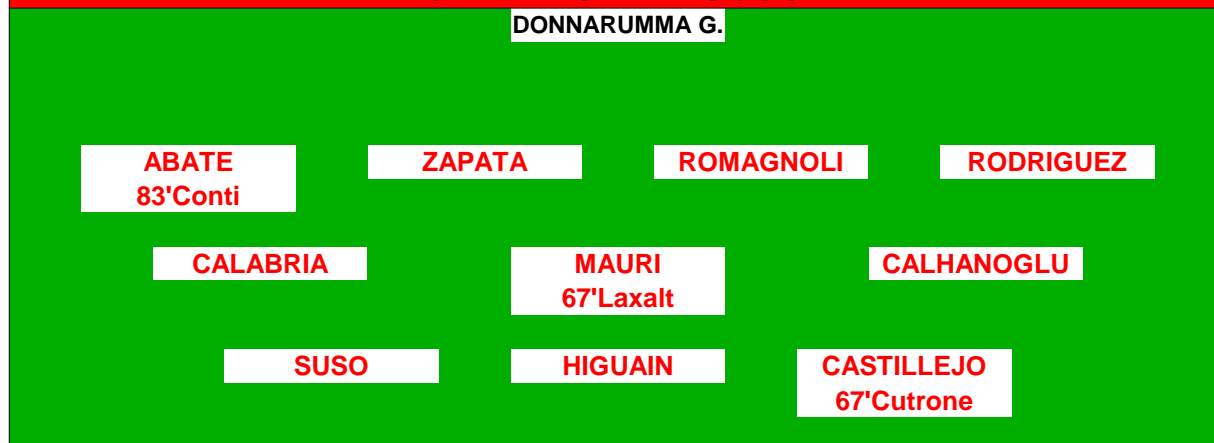 DONNARUMMA G.
ABATE ZAPATA ROMAGNOLI RODRIGUEZ
83'Conti
CALABRIA MAURI CALHANOGLU
67'Laxalt
SUSO HIGUAIN CASTILLEJO
67'Cutrone